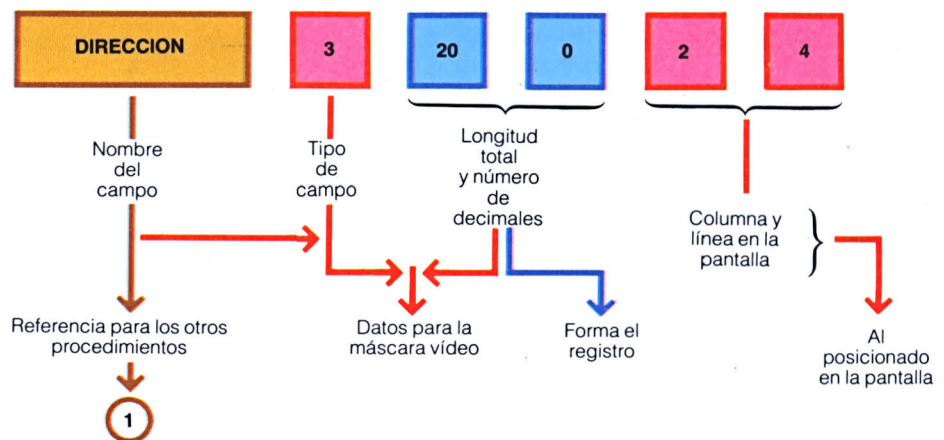 DIRECCION 3 20 0 2 4
Nombre
del
campo
Tipo
de
campo
Longitud
total
y número
de
decimales
Columna y
línea en la
pantalla
Referencia para los otros
procedimientos
Datos para la
máscara vídeo
Forma el
registro
Al
posicionado
en la pantalla
1